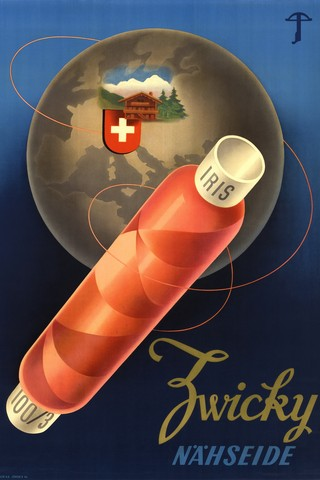 IRIS
100/3
Zwicky
NÄHSEIDE